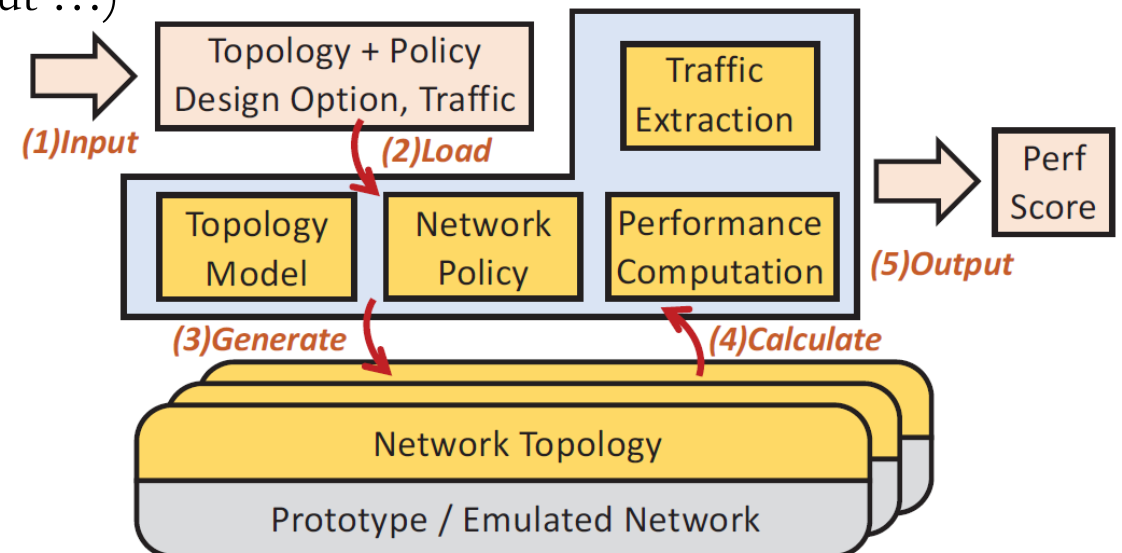 ...)
Topology + Policy
Design Option, Traffic
(1)Input
(2)Load
Traffic
Extraction
Perf
Score
(5)Output
Topology
Model
Network
Policy
Performance
Computation
(3)Generate
(4)Calculate
Network Topology
Prototype / Emulated Network